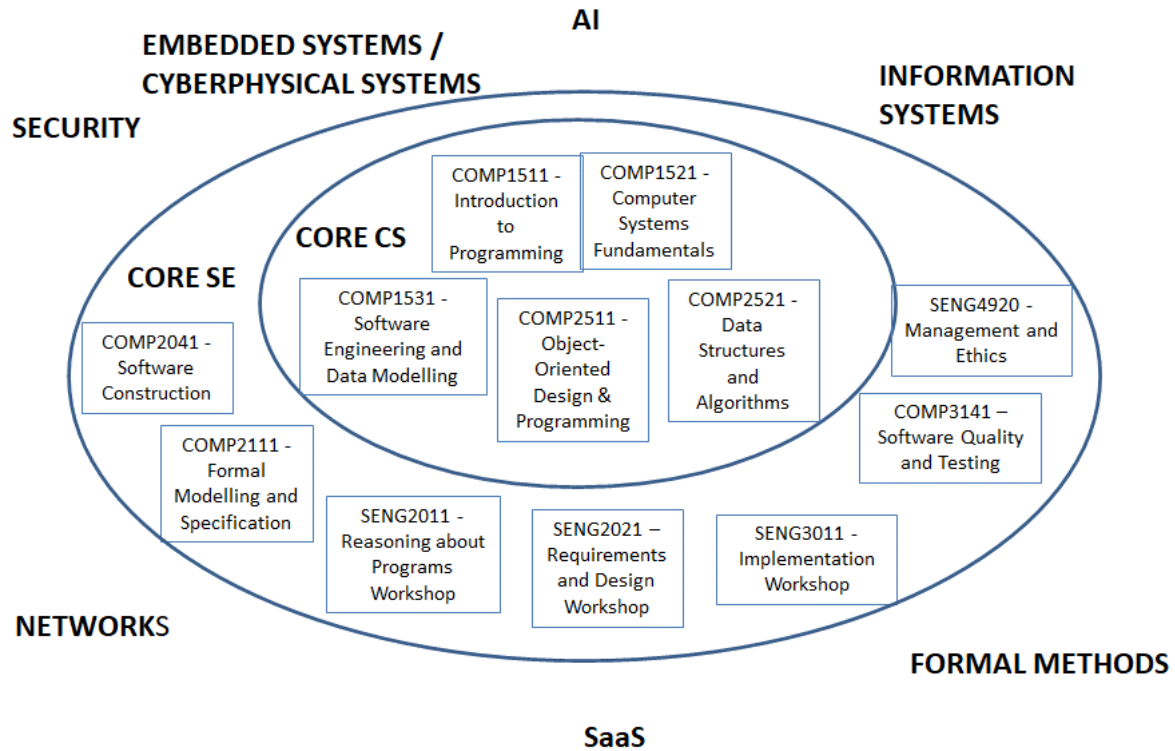 AI
EMBEDDED SYSTEMS /
CYBERPHYSICAL SYSTEMS
INFORMATION
SYSTEMS
SECURITY
COMP1511 -
Introduction
to
Programming
COMP1521 -
Computer
Systems
Fundamentals
CORE CS
CORE SE
COMP1531 -
Software
Engineering and
Data Modelling
COMP2511 -
Object-
Oriented
Design &
Programming
COMP2521 -
Data
Structures
and
Algorithms
SENG4920 -
Management and
Ethics
COMP2041 -
Software
Construction
COMP3141 –
Software Quality
and Testing
COMP2111 -
Formal
Modelling and
Specification
SENG2011 -
Reasoning about
Programs
Workshop
SENG2021 –
Requirements
and Design
Workshop
SENG3011 -
Implementation
Workshop
NETWORKS
FORMAL METHODS
SaaS